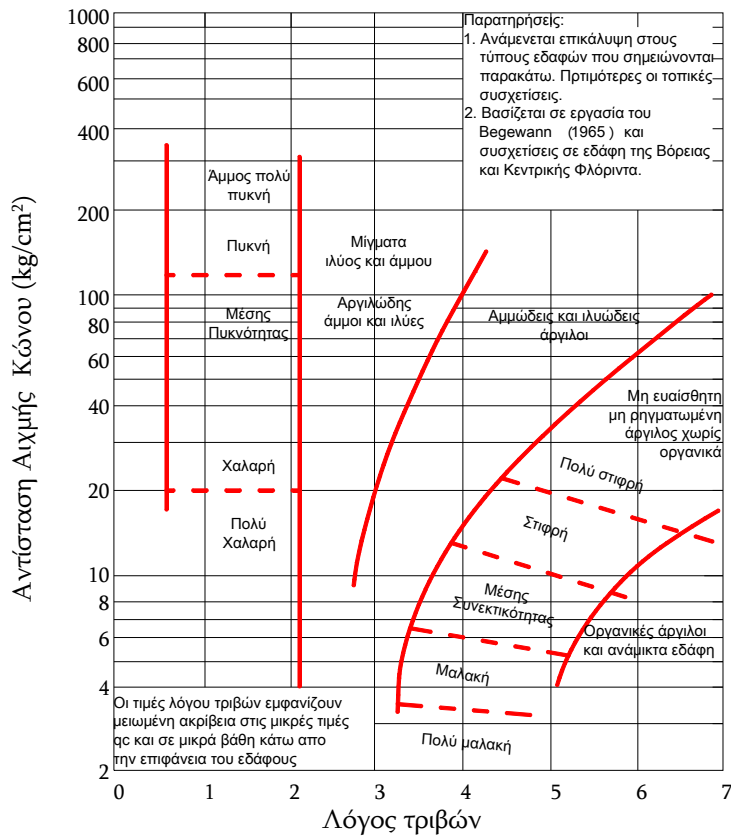 Παρατηρήσεις:
1. Ανάμενεται επικάλυψη στους
τύπους εδαφών που σημειώνονται
παρακάτω. Πρτιμότερες οι τοπικές
συσχετίσεις.
2. Βασίζεται σε εργασία του
Begewann (1965 ) και
συσχετίσεις σε εδάφη της Βόρειας
και Κεντρικής Φλόριντα.
Αντίσταση Αιχμής Κώνου (kg/cm²)
1000
800
600
400
200
100
80
60
40
20
10
8
6
4
2
Άμμος πολύ
πυκνή
Πυκνή
Μέσης
Πυκνότητας
Χαλαρή
Πολύ
Χαλαρή
Μίγματα
ιλύος και άμμου
Αργιλώδης
άμμοι και ιλύες
Αμμώδεις και ιλυώδεις
άργιλοι
Μη ευαίσθητη
μη ρηγματωμένη
άργιλος χωρίς
οργανικά
Πολύ στιφρή
Στιφρή
Μέσης
Συνεκτικότητας
Μαλακή
Πολύ μαλακή
Οργανικές άργιλοι
και ανάμικτα εδάφη
Οι τιμές λόγου τριβών εμφανίζουν
μειωμένη ακρίβεια στις μικρές τιμές
qc και σε μικρά βάθη κάτω απο
την επιφάνεια του εδάφους
0 1 2 3 4 5 6 7
Λόγος τριβών